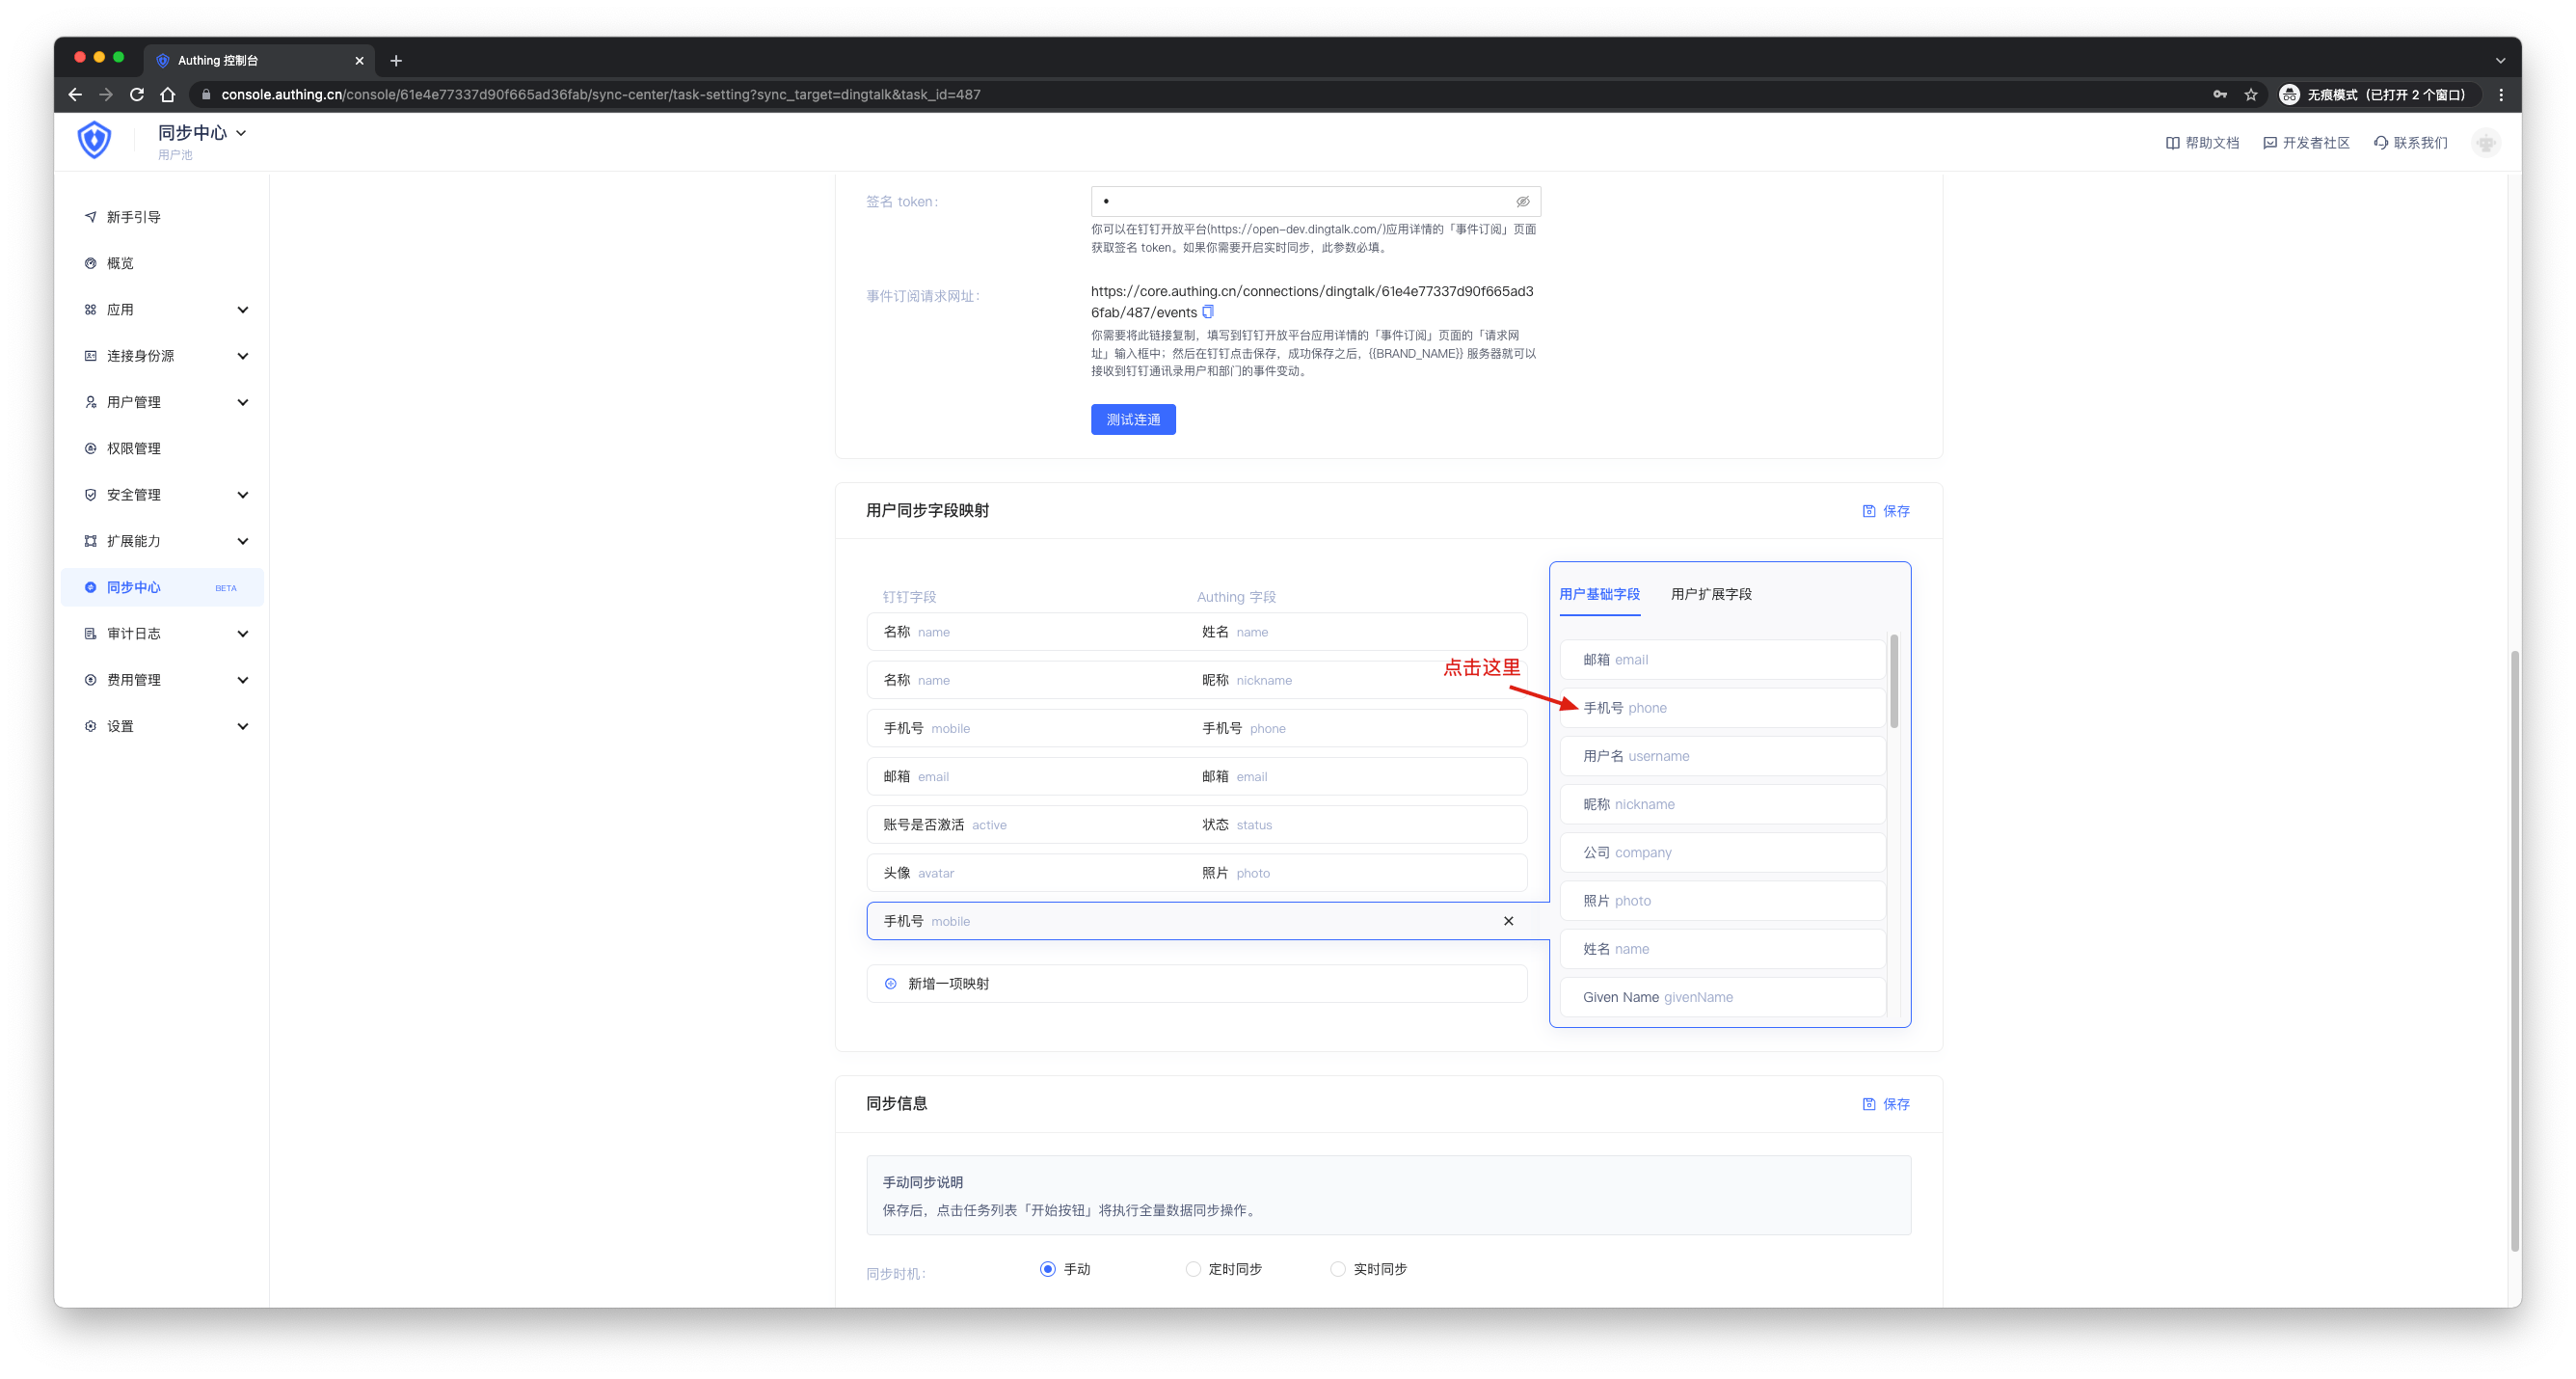 Authing 控制台
console.authing.cn/console/61e4e77337d90f665ad36fab/sync-center/task-setting?sync_target=dingtalk&task_id=487
无痕模式（已打开 2 个窗口）
同步中心
用户池
帮助文档
开发者社区
联系我们
新手引导
概览
应用
连接身份源
用户管理
权限管理
安全管理
扩展能力
同步中心 BETA
审计日志
费用管理
设置
签名 token：
•
你可以在钉钉开放平台(https://open-dev.dingtalk.com/)应用详情的「事件订阅」页面
获取签名 token。如果你需要开启实时同步，此参数必填。
事件订阅请求网址：
https://core.authing.cn/connections/dingtalk/61e4e77337d90f665ad3
6fab/487/events
你需要将此链接复制，填写到钉钉开放平台应用详情的「事件订阅」页面的「请求网
址」输入框中；然后在钉钉点击保存，成功保存之后，{{BRAND_NAME}} 服务器就可以
接收到钉钉通讯录用户和部门的事件变动。
测试连通
用户同步字段映射
保存
钉钉字段 Authing 字段
名称 name 姓名 name
名称 name 昵称 nickname
手机号 mobile 手机号 phone
邮箱 email 邮箱 email
账号是否激活 active 状态 status
头像 avatar 照片 photo
手机号 mobile
新增一项映射
点击这里
用户基础字段 用户扩展字段
邮箱 email
手机号 phone
用户名 username
昵称 nickname
公司 company
照片 photo
姓名 name
Given Name givenName
同步信息
保存
手动同步说明
保存后，点击任务列表「开始按钮」将执行全量数据同步操作。
同步时机： 手动 定时同步 实时同步